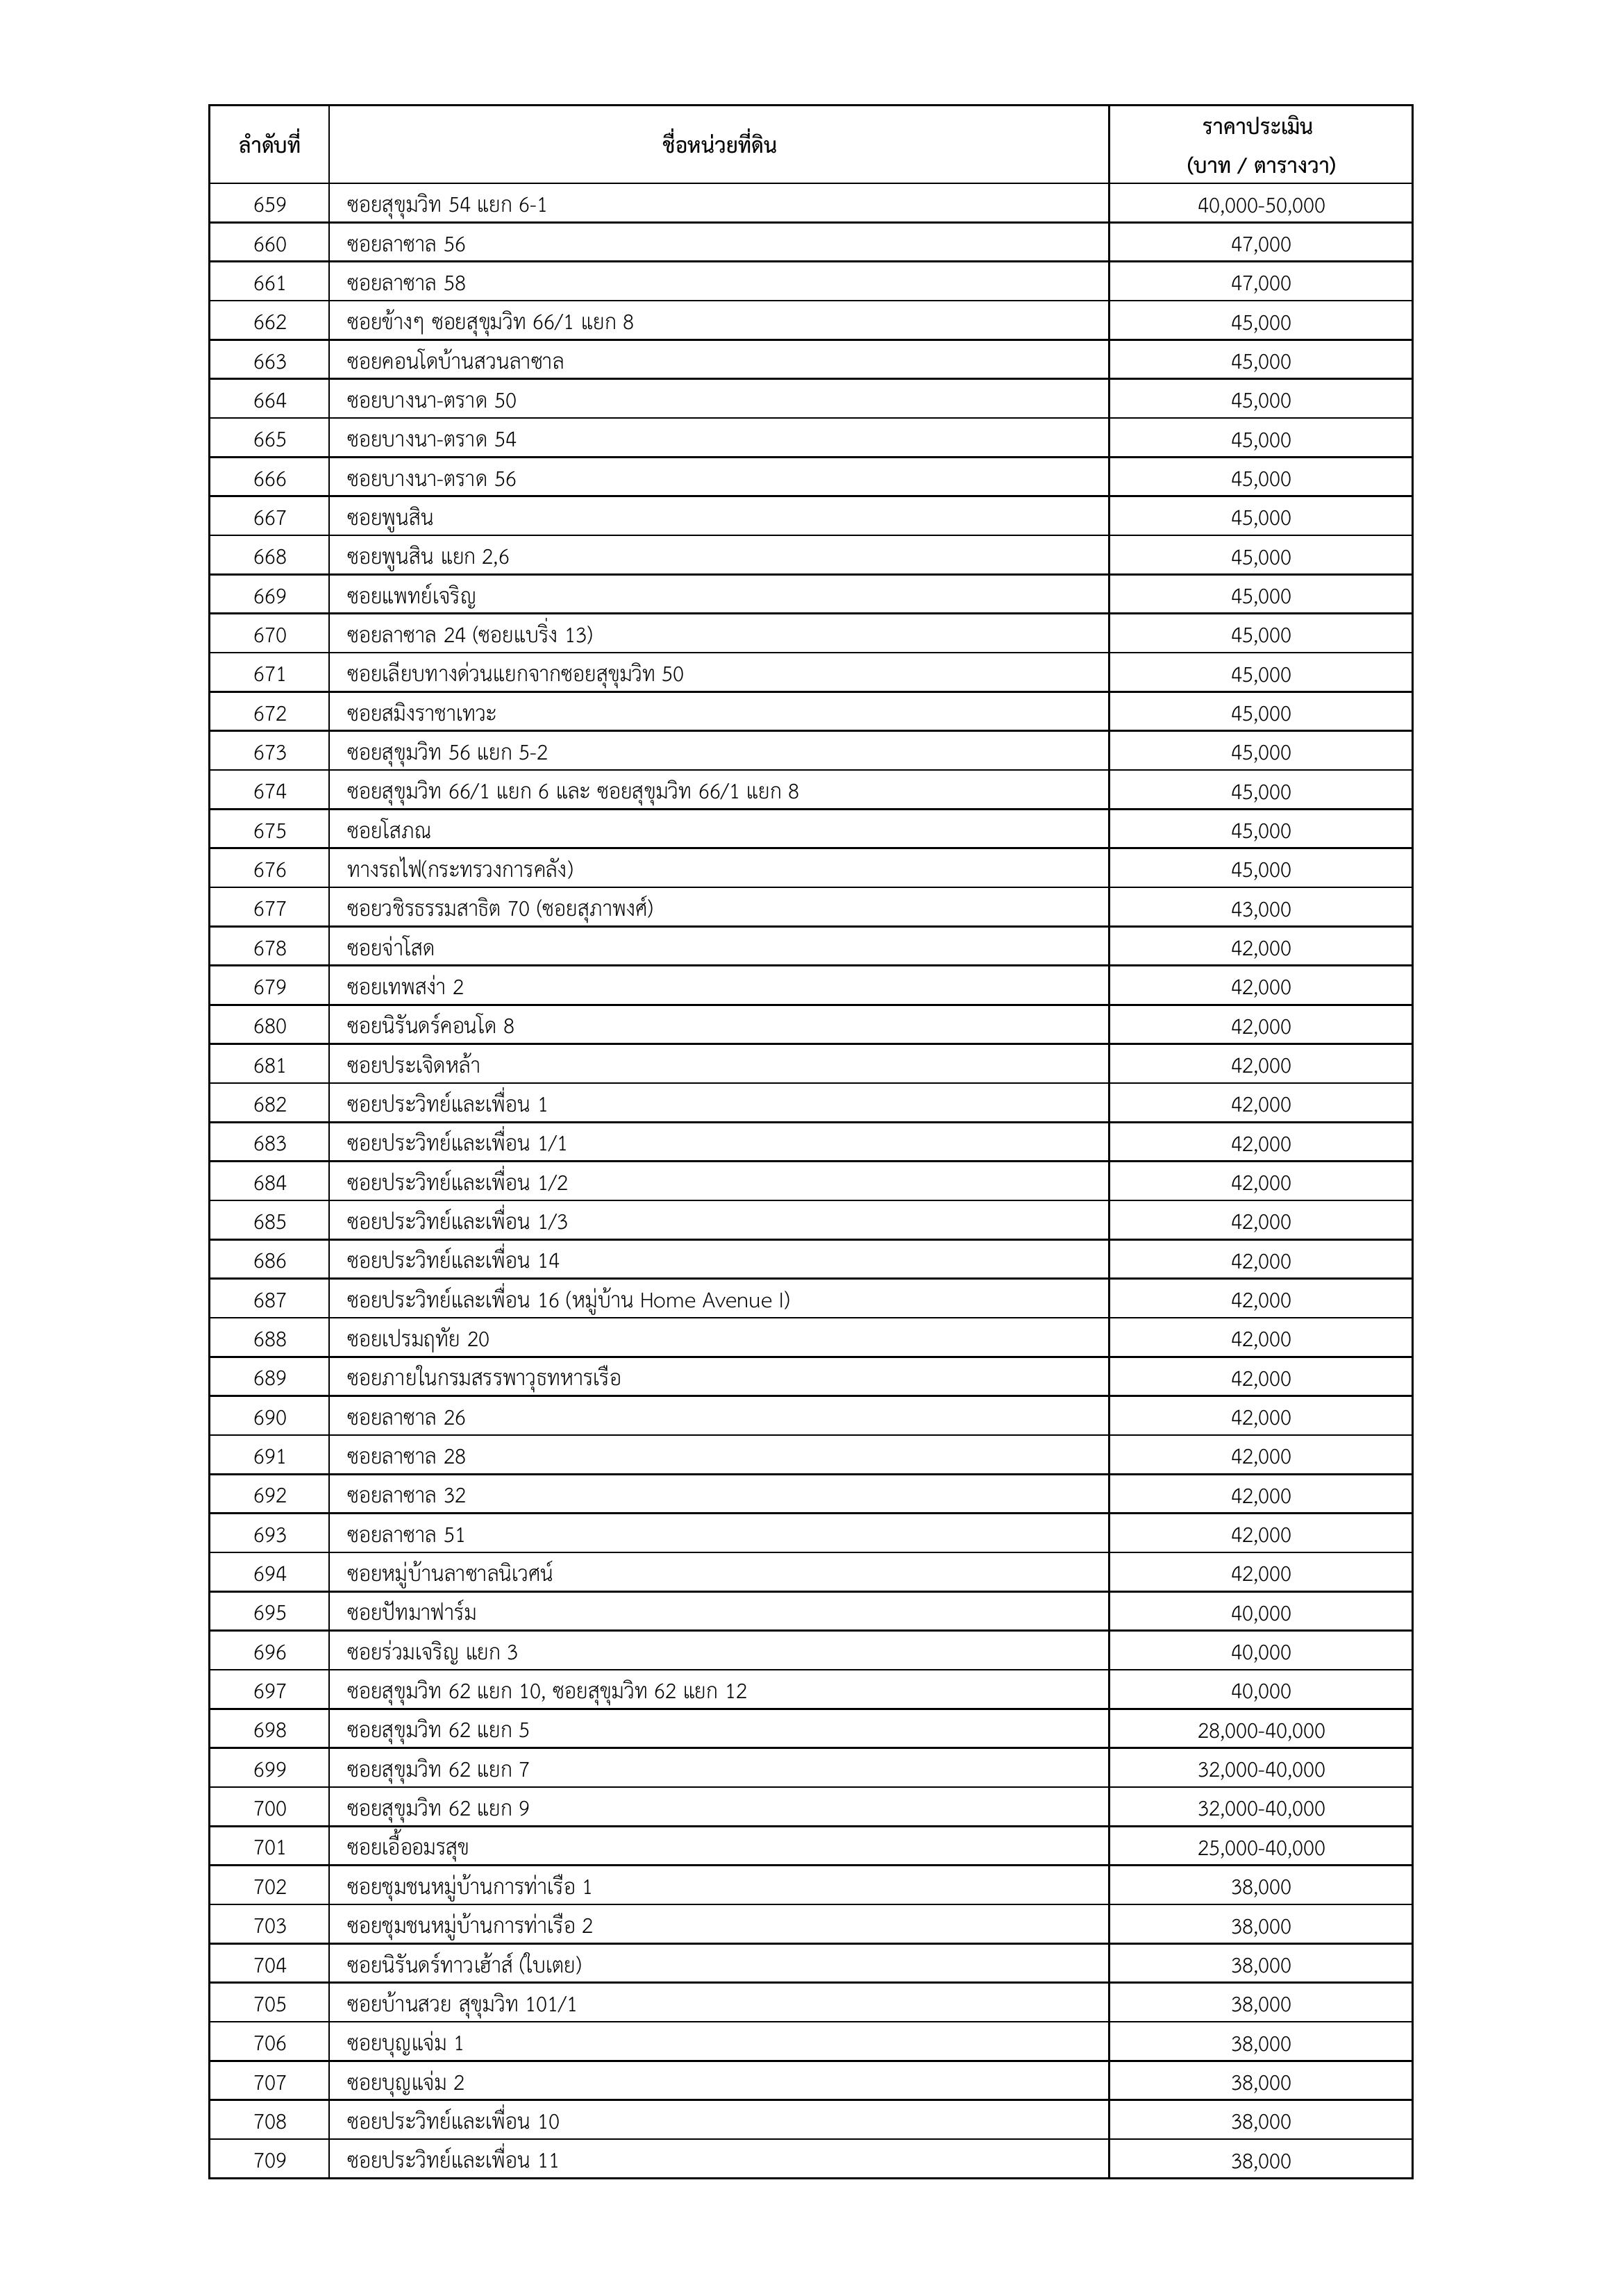 ลำดับที่ ชื่อหน่วยที่ดิน ราคาประเมิน
(บาท / ตารางวา)
659 ซอยสุขุมวิท 54 แยก 6-1 40,000-50,000
660 ซอยลาซาล 56 47,000
661 ซอยลาซาล 58 47,000
662 ซอยข้างๆ ซอยสุขุมวิท 66/1 แยก 8 45,000
663 ซอยคอนโดบ้านสวนลาซาล 45,000
664 ซอยบางนา-ตราด 50 45,000
665 ซอยบางนา-ตราด 54 45,000
666 ซอยบางนา-ตราด 56 45,000
667 ซอยพูนสิน 45,000
668 ซอยพูนสิน แยก 2,6 45,000
669 ซอยแพทย์เจริญ 45,000
670 ซอยลาซาล 24 (ซอยแบริ่ง 13) 45,000
671 ซอยเลียบทางด่วนแยกจากซอยสุขุมวิท 50 45,000
672 ซอยสมิงราชาเทวะ 45,000
673 ซอยสุขุมวิท 56 แยก 5-2 45,000
674 ซอยสุขุมวิท 66/1 แยก 6 และ ซอยสุขุมวิท 66/1 แยก 8 45,000
675 ซอยโสภณ 45,000
676 ทางรถไฟ(กระทรวงการคลัง) 45,000
677 ซอยวชิรธรรมสาธิต 70 (ซอยสุภาพงศ์) 43,000
678 ซอยจ่าโสด 42,000
679 ซอยเทพสง่า 2 42,000
680 ซอยนิรันดร์คอนโด 8 42,000
681 ซอยประเจิดหล้า 42,000
682 ซอยประวิทย์และเพื่อน 1 42,000
683 ซอยประวิทย์และเพื่อน 1/1 42,000
684 ซอยประวิทย์และเพื่อน 1/2 42,000
685 ซอยประวิทย์และเพื่อน 1/3 42,000
686 ซอยประวิทย์และเพื่อน 14 42,000
687 ซอยประวิทย์และเพื่อน 16 (หมู่บ้าน Home Avenue I) 42,000
688 ซอยเปรมฤทัย 20 42,000
689 ซอยภายในกรมสรรพาวุธทหารเรือ 42,000
690 ซอยลาซาล 26 42,000
691 ซอยลาซาล 28 42,000
692 ซอยลาซาล 32 42,000
693 ซอยลาซาล 51 42,000
694 ซอยหมู่บ้านลาซาลนิเวศน์ 42,000
695 ซอยปัทมาฟาร์ม 40,000
696 ซอยร่วมเจริญ แยก 3 40,000
697 ซอยสุขุมวิท 62 แยก 10, ซอยสุขุมวิท 62 แยก 12 40,000
698 ซอยสุขุมวิท 62 แยก 5 28,000-40,000
699 ซอยสุขุมวิท 62 แยก 7 32,000-40,000
700 ซอยสุขุมวิท 62 แยก 9 32,000-40,000
701 ซอยเอื้ออมรสุข 25,000-40,000
702 ซอยชุมชนหมู่บ้านการท่าเรือ 1 38,000
703 ซอยชุมชนหมู่บ้านการท่าเรือ 2 38,000
704 ซอยนิรันดร์ทาวเฮ้าส์ (ใบเตย) 38,000
705 ซอยบ้านสวย สุขุมวิท 101/1 38,000
706 ซอยบุญแจ่ม 1 38,000
707 ซอยบุญแจ่ม 2 38,000
708 ซอยประวิทย์และเพื่อน 10 38,000
709 ซอยประวิทย์และเพื่อน 11 38,000